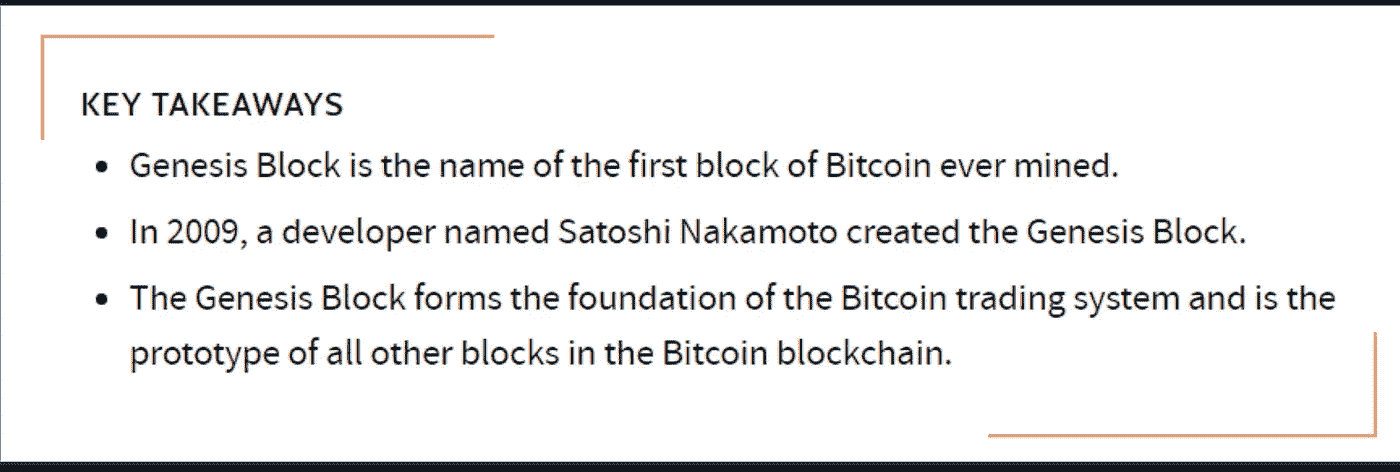 KEY TAKEAWAYS
• Genesis Block is the name of the first block of Bitcoin ever mined.
• In 2009, a developer named Satoshi Nakamoto created the Genesis Block.
• The Genesis Block forms the foundation of the Bitcoin trading system and is the
prototype of all other blocks in the Bitcoin blockchain.